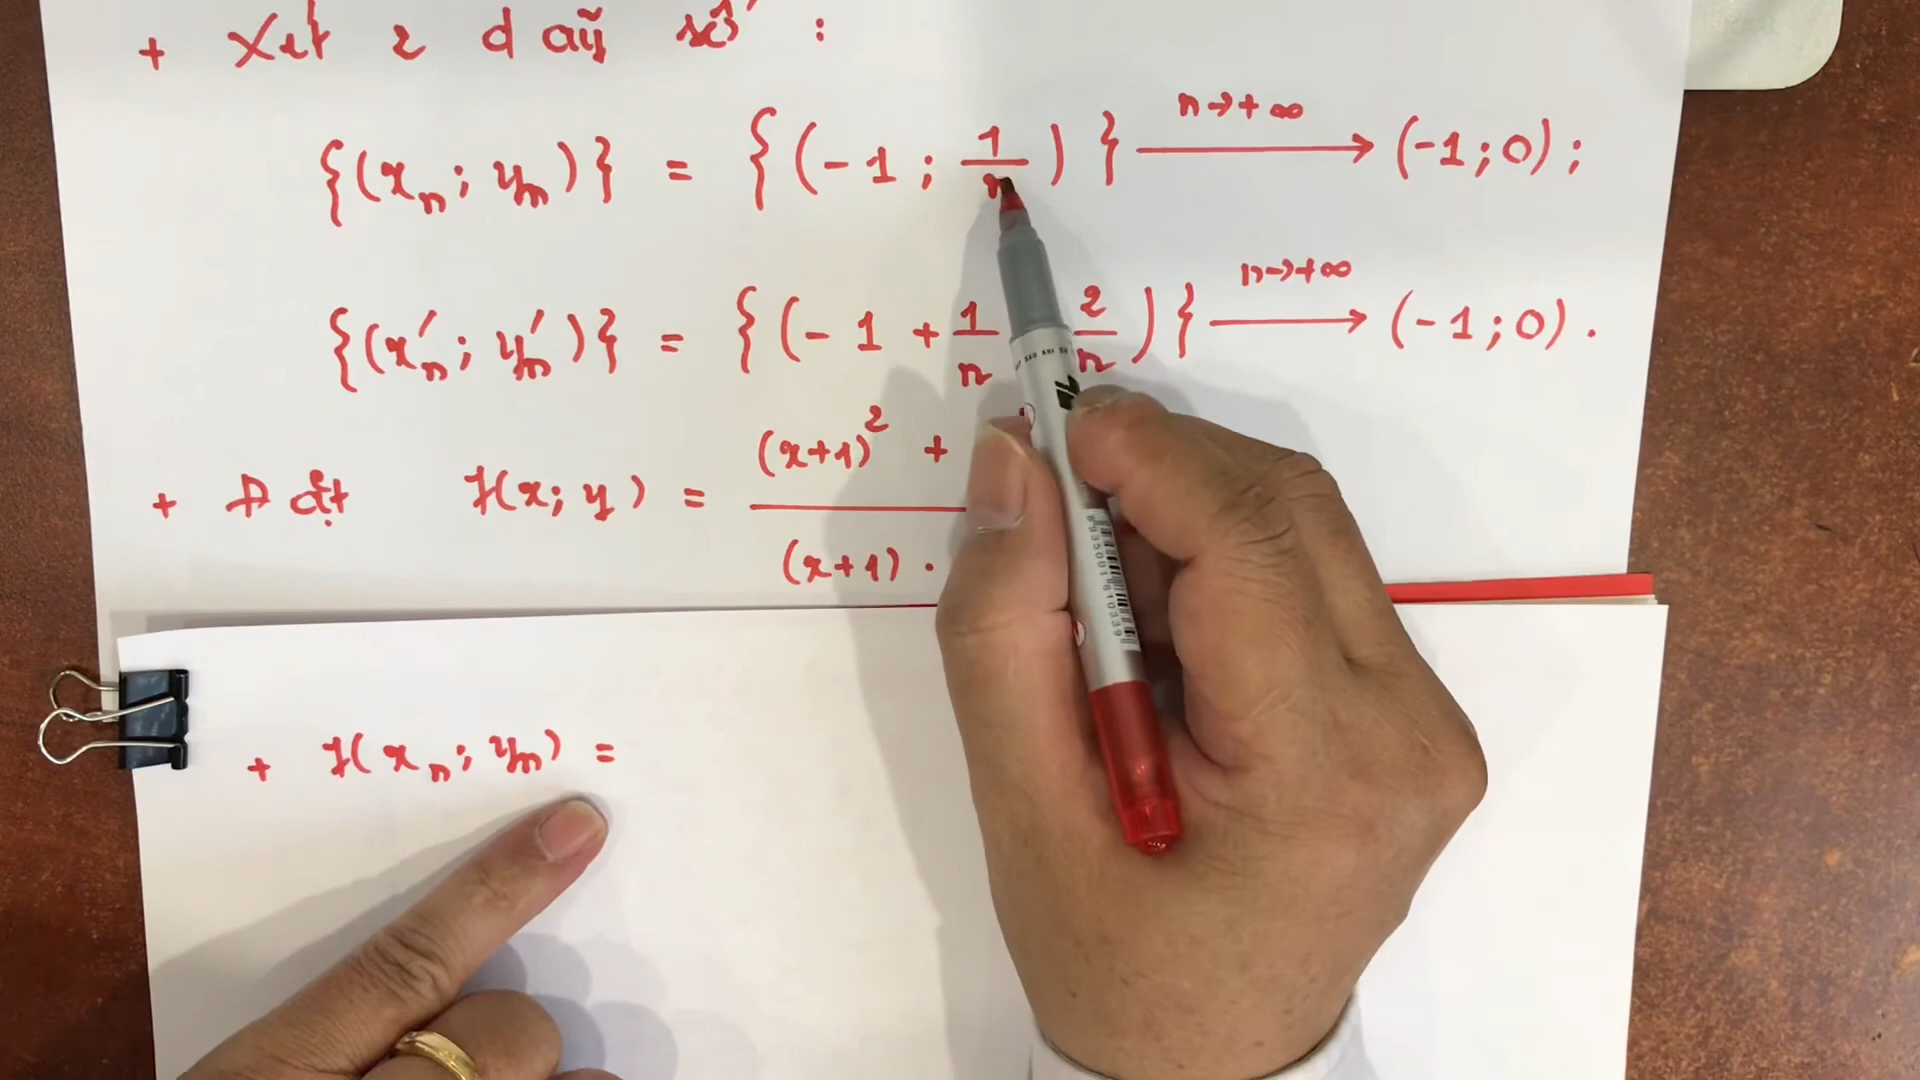 + Xét 2 dãy số :
{(xₙ; yₙ)} = {(-1 ; 1/n)} n→+∞ ⟶ (-1;0) ;
{(x′ₙ; y′ₙ)} = {(-1 + 1/n 2/n)} n→+∞ ⟶ (-1;0) .
+ Đặt f(x; y) = (x+1)² + / (x+1) .
+ f(xₙ; yₙ) =
8935001810339